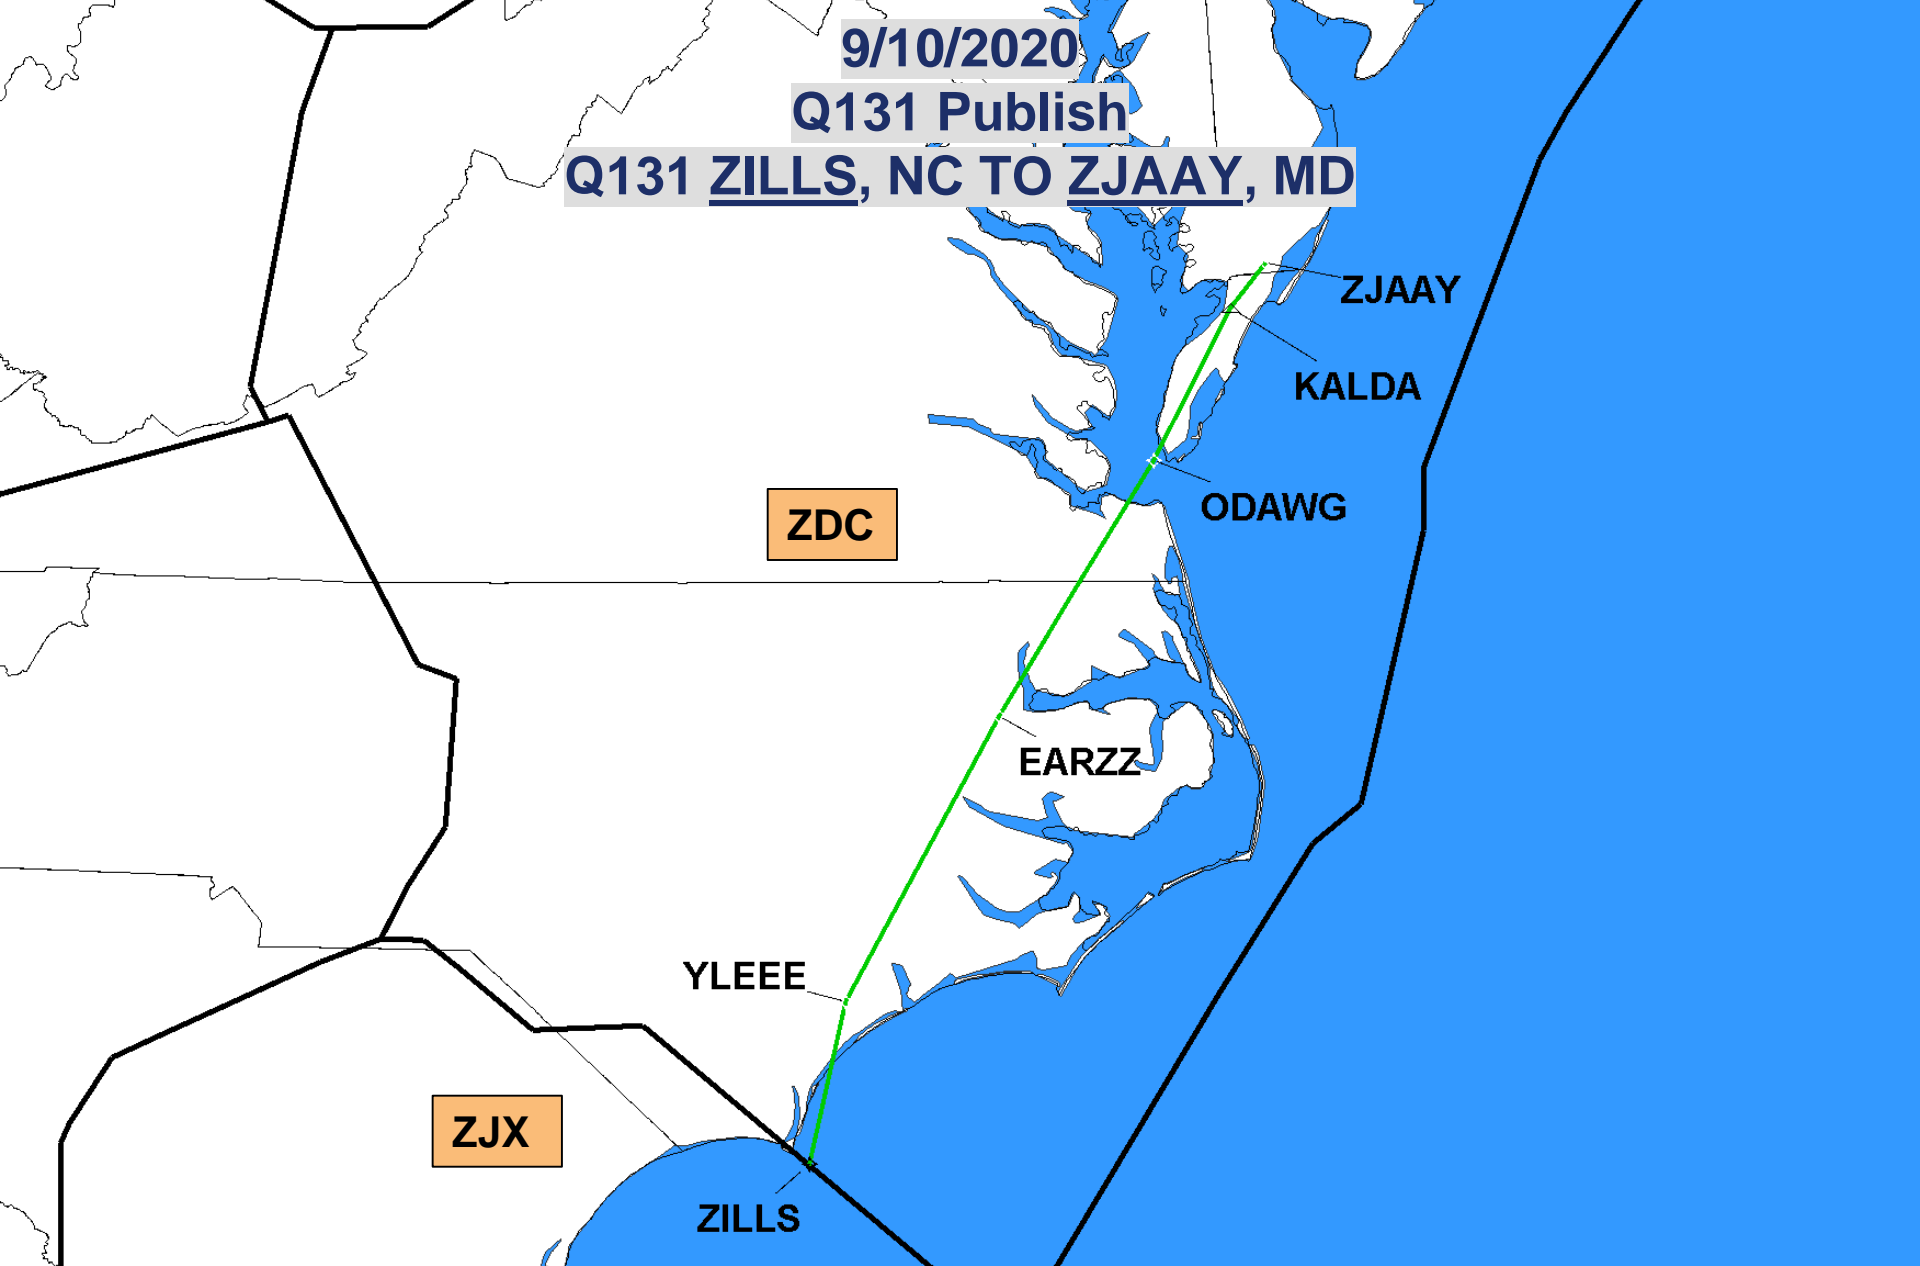 9/10/2020
Q131 Publish
Q131 ZILLS, NC TO ZJAAY, MD
ZJAAY
KALDA
ODAWG
ZDC
EARZZ
YLEEE
ZJX
ZILLS